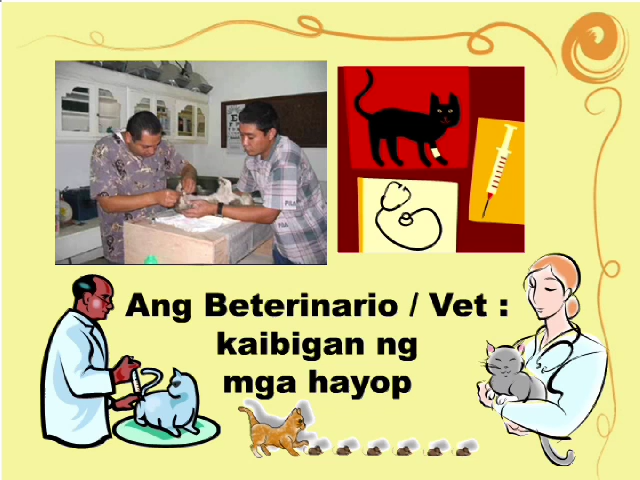 Ang Beterinario / Vet :
kaibigan ng
mga hayop